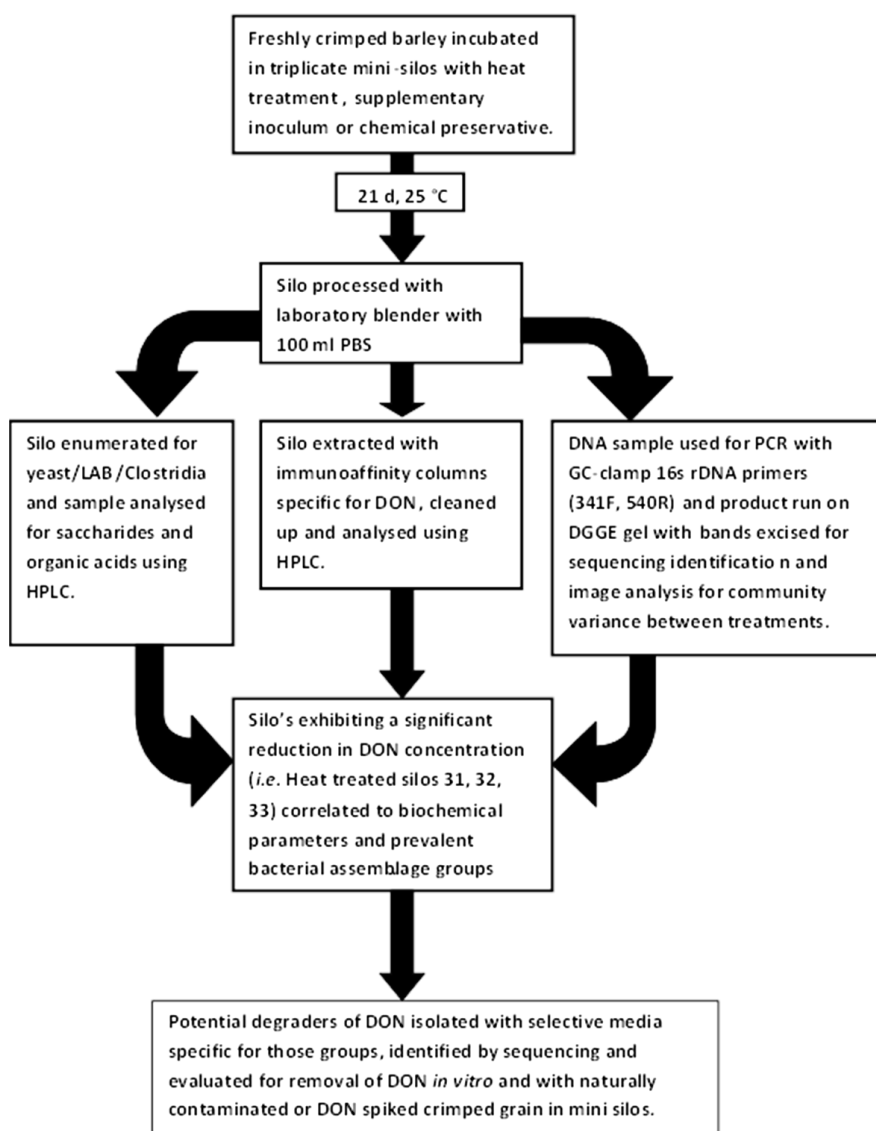 Freshly crimped barley incubated
in triplicate mini-silos with heat
treatment , supplementary
inoculum or chemical preservative.
21 d, 25 °C
Silo processed with
laboratory blender with
100 ml PBS
Silo enumerated for
yeast/LAB/Clostridia
and sample analysed
for saccharides and
organic acids using
HPLC.
Silo extracted with
immunoaffinity columns
specific for DON, cleaned
up and analysed using
HPLC.
DNA sample used for PCR with
GC-clamp 16s rDNA primers
(341F, 540R) and product run on
DGGE gel with bands excised for
sequencing identificatio n and
image analysis for community
variance between treatments.
Silo's exhibiting a significant
reduction in DON concentration
(i.e. Heat treated silos 31, 32,
33) correlated to biochemical
parameters and prevalent
bacterial assemblage groups
Potential degraders of DON isolated with selective media
specific for those groups, identified by sequencing and
evaluated for removal of DON in vitro and with naturally
contaminated or DON spiked crimped grain in mini silos.